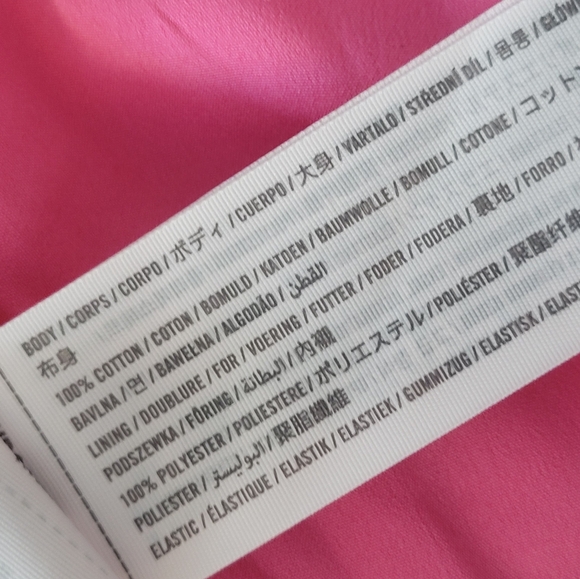 BODY / CORPS / CORPO / ボディ / CUERPO / 大身 / VARTALO / STŘEDNÍ DÍL / 몸통 / GŁÓW
布身
100% COTTON / COTON / BOMULD / KATOEN / BAUMWOLLE / BOMULL / COTONE / コットン
BAVLNA / 면 / BAWEŁNA / ALGODÃO / القطن
LINING / DOUBLURE / FOR / VOERING / FUTTER / FODER / FODERA / 裏地 / FORRO /
PODSZEWKA / FÖRING / البطانة / 內襯
100% POLYESTER / POLIESTERE / ポリエステル / POLIÉSTER / 聚酯纤维
POLIESTER / البوليستر / 聚脂纖維
ELASTIC / ÉLASTIQUE / ELASTIK / ELASTIEK / GUMMIZUG / ELASTISK / ELAST